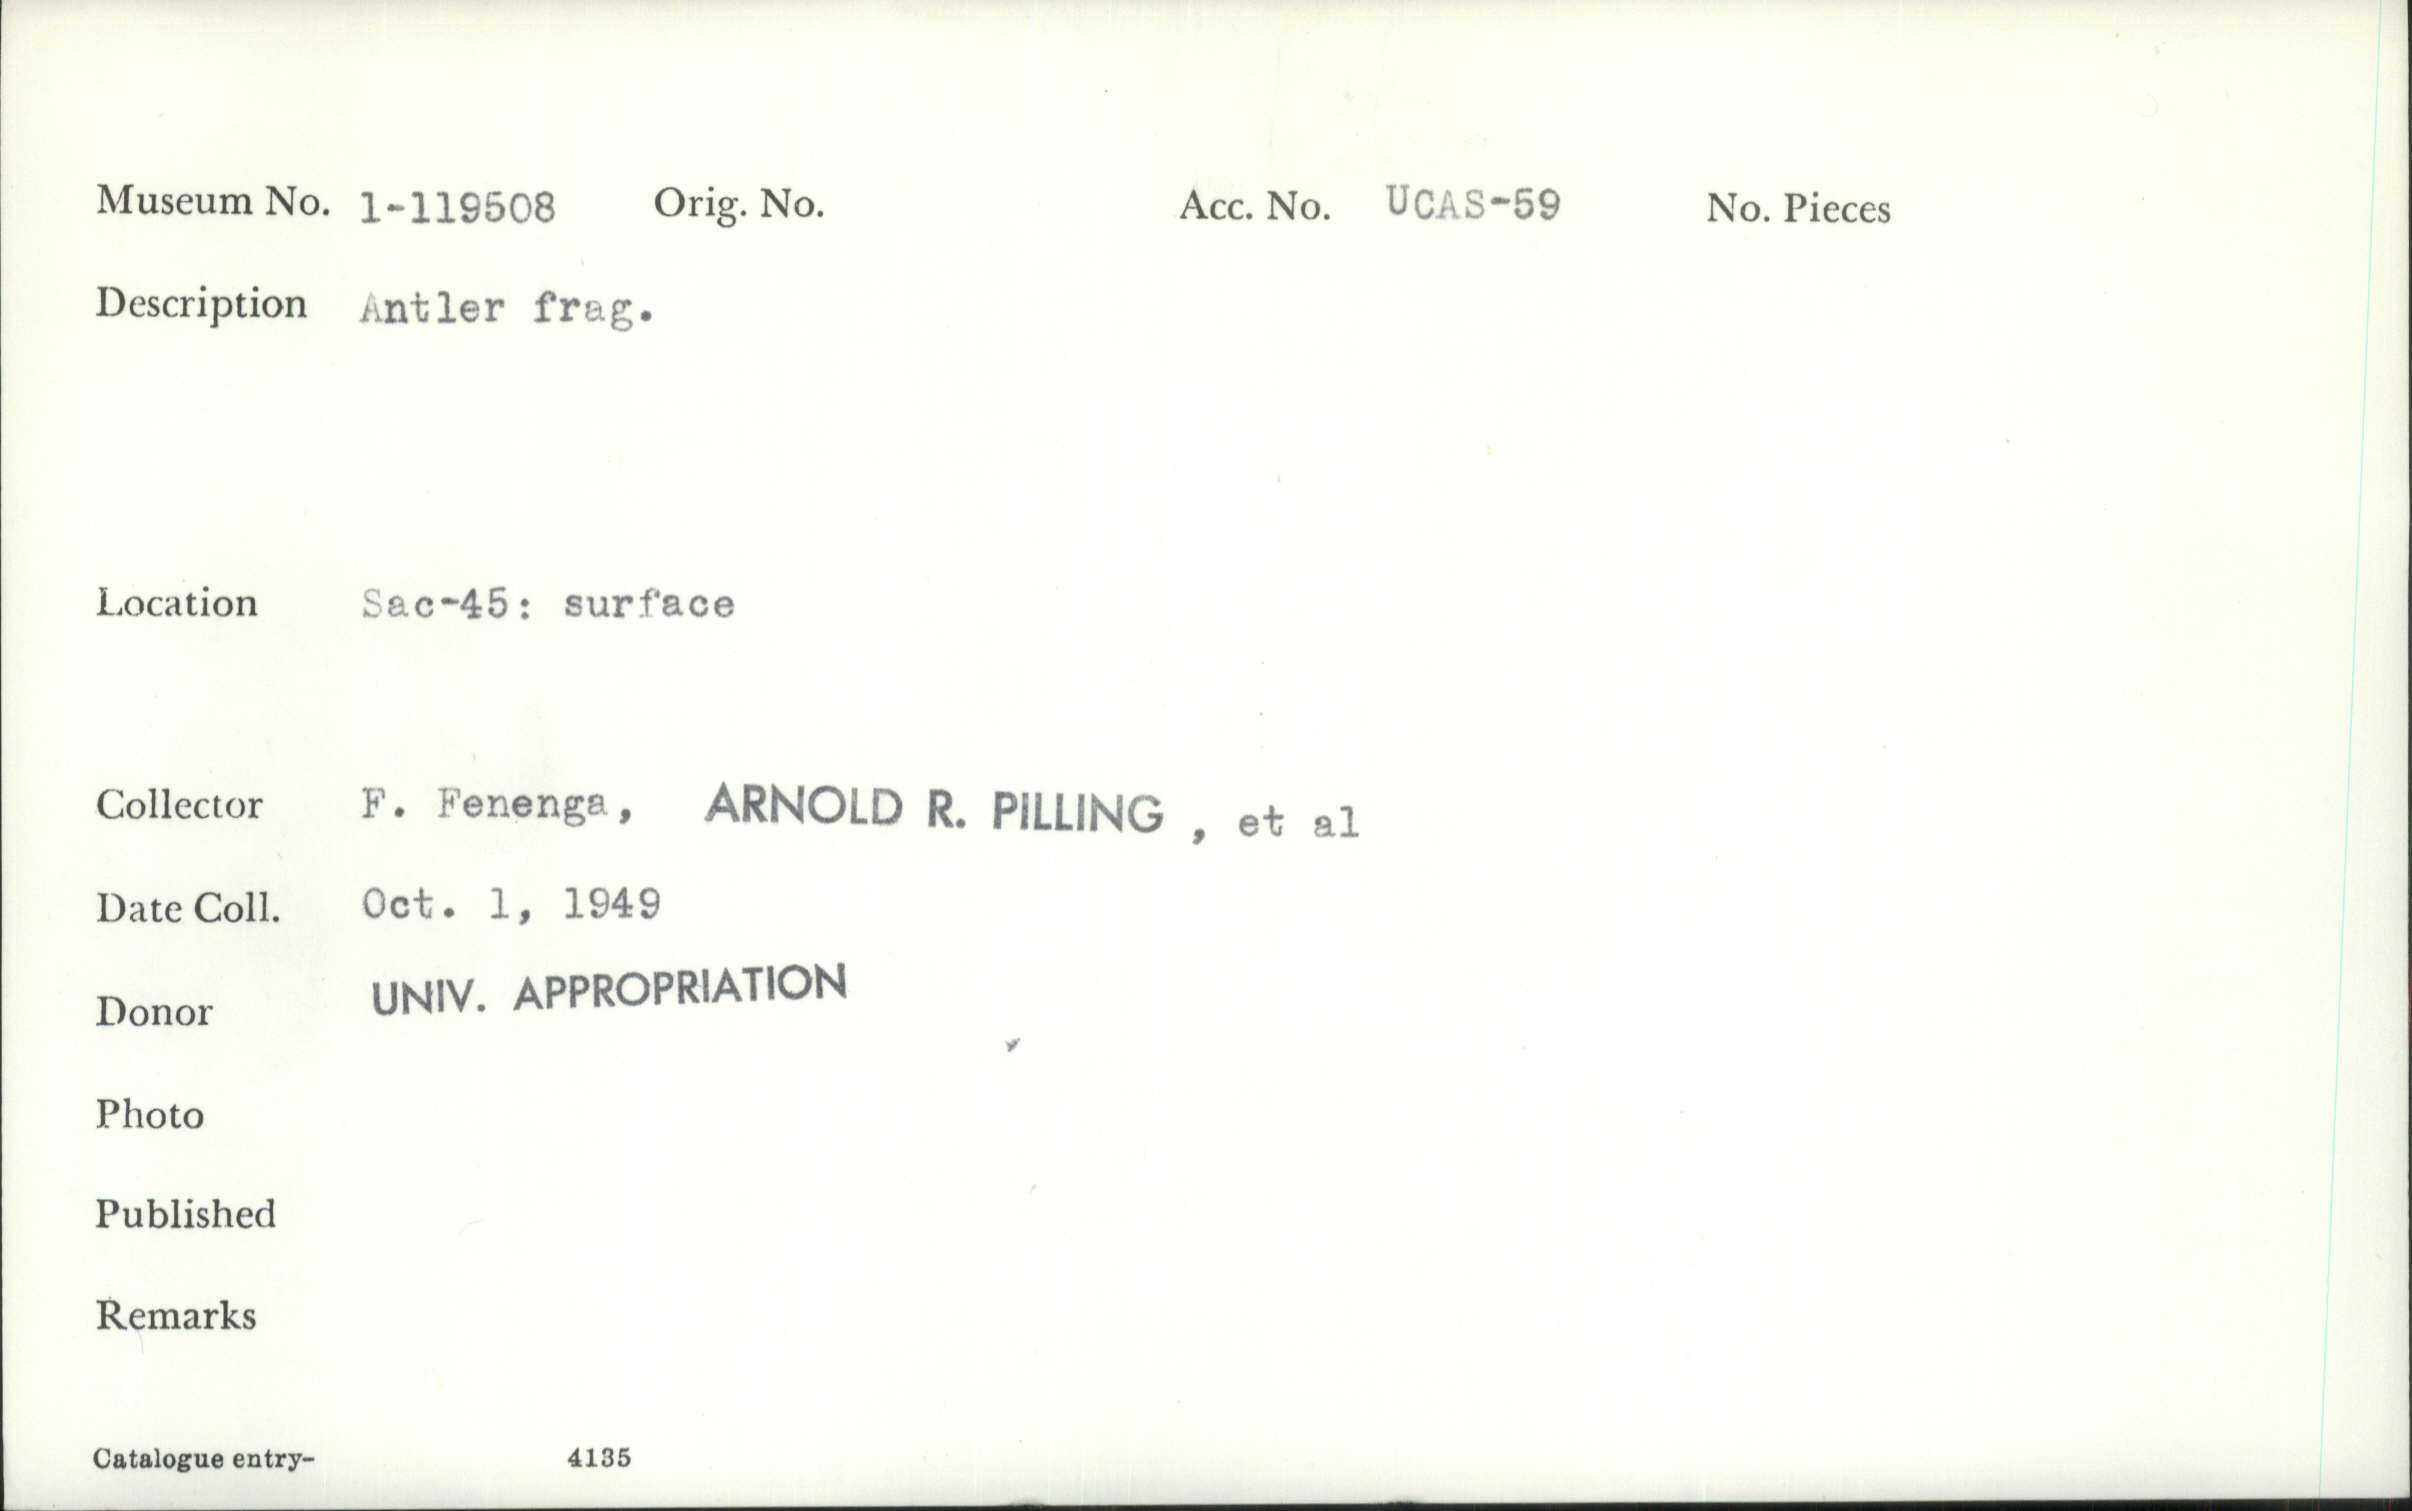 Museum No. 1-119508 Orig. No. Acc. No. UCAS-59 No. Pieces
Description Antler frag.
Location Sac-45: surface
Collector F. Fenenga, ARNOLD R. PILLING , et al
Date Coll. Oct. 1, 1949
Donor UNIV. APPROPRIATION
Photo
Published
Remarks
Catalogue entry- 4135